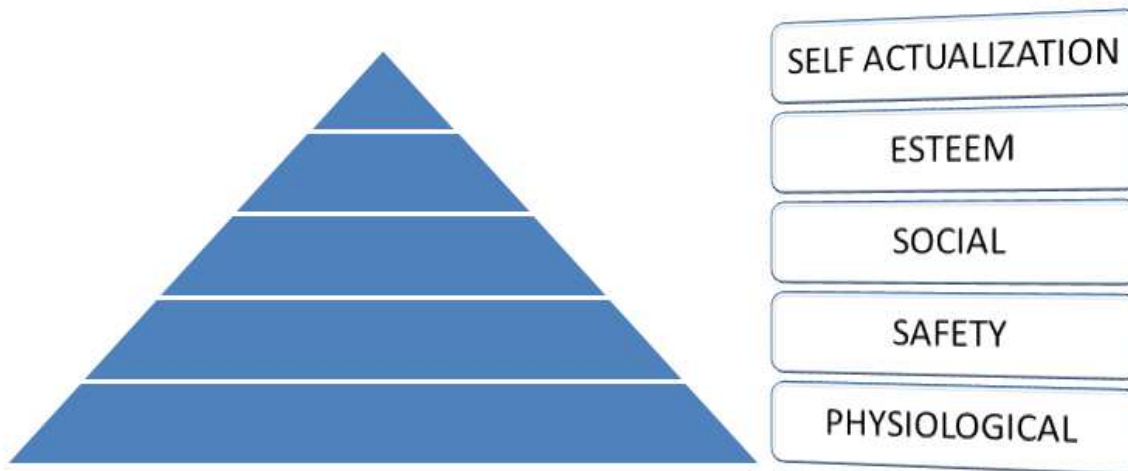 SELF ACTUALIZATION
ESTEEM
SOCIAL
SAFETY
PHYSIOLOGICAL